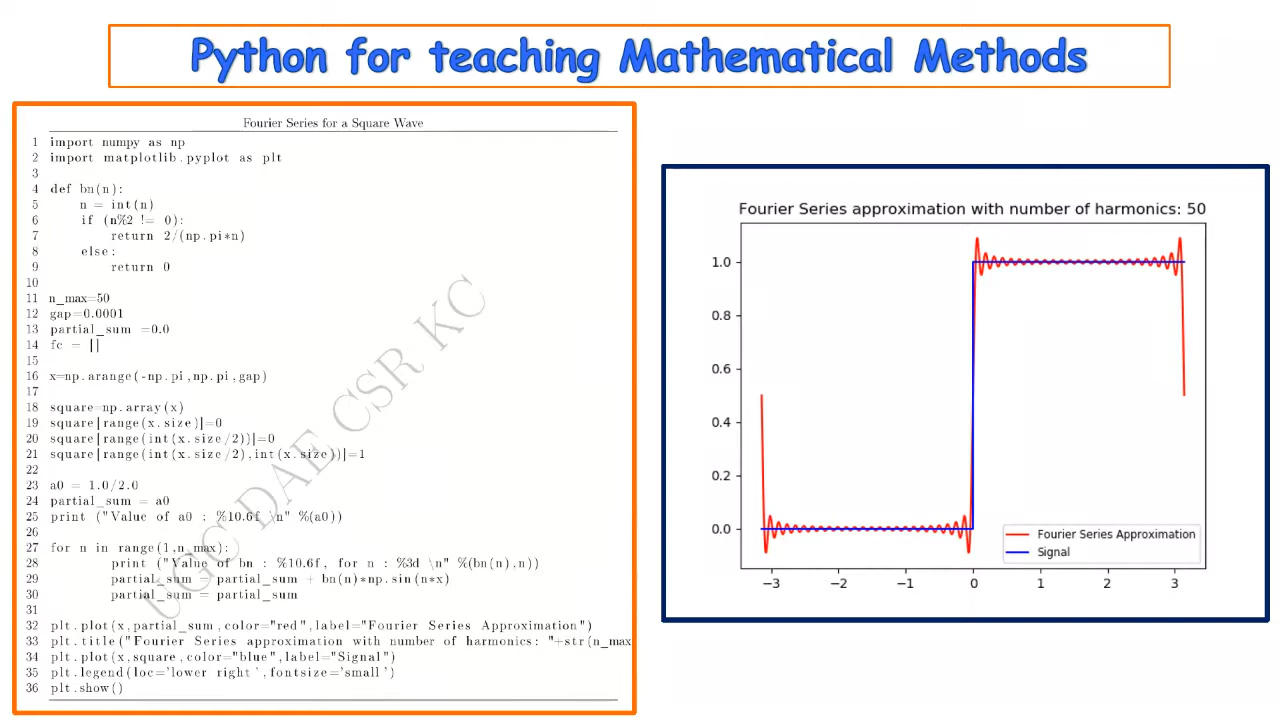 Python for teaching Mathematical Methods
Fourier Series for a Square Wave
1 import numpy as np
2 import matplotlib.pyplot as plt
3
4 def bn(n):
5 n = int(n)
6 if (n%2 != 0):
7 return 2/(np.pi*n)
8 else:
9 return 0
10
11 n_max=50
12 gap=0.0001
13 partial_sum =0.0
14 fc = []
15
16 x=np.arange(-np.pi,np.pi,gap)
17
18 square=np.array(x)
19 square[range(x.size)]=0
20 square[range(int(x.size/2))]=0
21 square[range(int(x.size/2),int(x.size))]=1
22
23 a0 = 1.0/2.0
24 partial_sum = a0
25 print ("Value of a0 : %10.6f \n" %(a0))
26
27 for n in range(1,n_max):
28 print ("Value of bn : %10.6f, for n : %3d \n" %(bn(n),n))
29 partial_sum = partial_sum + bn(n)*np.sin(n*x)
30 partial_sum = partial_sum
31
32 plt.plot(x,partial_sum,color="red",label="Fourier Series Approximation")
33 plt.title("Fourier Series approximation with number of harmonics: "+str(n_max
34 plt.plot(x,square,color="blue",label="Signal")
35 plt.legend(loc='lower right',fontsize='small')
36 plt.show()
UGC DAE CSR KC
Fourier Series approximation with number of harmonics: 50
1.0
0.8
0.6
0.4
0.2
0.0
Fourier Series Approximation
Signal
−3 −2 −1 0 1 2 3